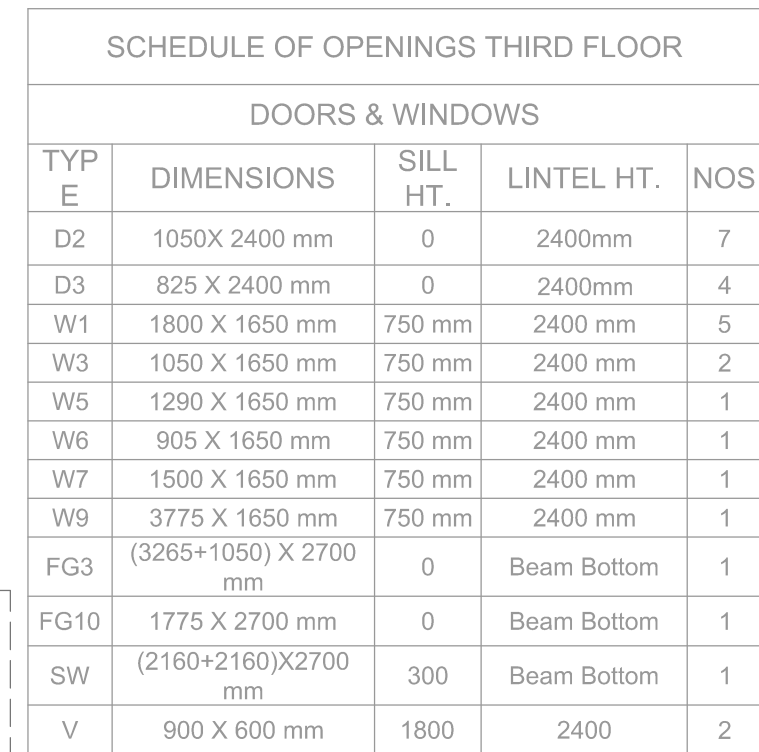 SCHEDULE OF OPENINGS THIRD FLOOR
DOORS & WINDOWS
TYP
E DIMENSIONS SILL
HT. LINTEL HT. NOS
D2 1050X 2400 mm 0 2400mm 7
D3 825 X 2400 mm 0 2400mm 4
W1 1800 X 1650 mm 750 mm 2400 mm 5
W3 1050 X 1650 mm 750 mm 2400 mm 2
W5 1290 X 1650 mm 750 mm 2400 mm 1
W6 905 X 1650 mm 750 mm 2400 mm 1
W7 1500 X 1650 mm 750 mm 2400 mm 1
W9 3775 X 1650 mm 750 mm 2400 mm 1
FG3 (3265+1050) X 2700
mm 0 Beam Bottom 1
FG10 1775 X 2700 mm 0 Beam Bottom 1
SW (2160+2160)X2700
mm 300 Beam Bottom 1
V 900 X 600 mm 1800 2400 2